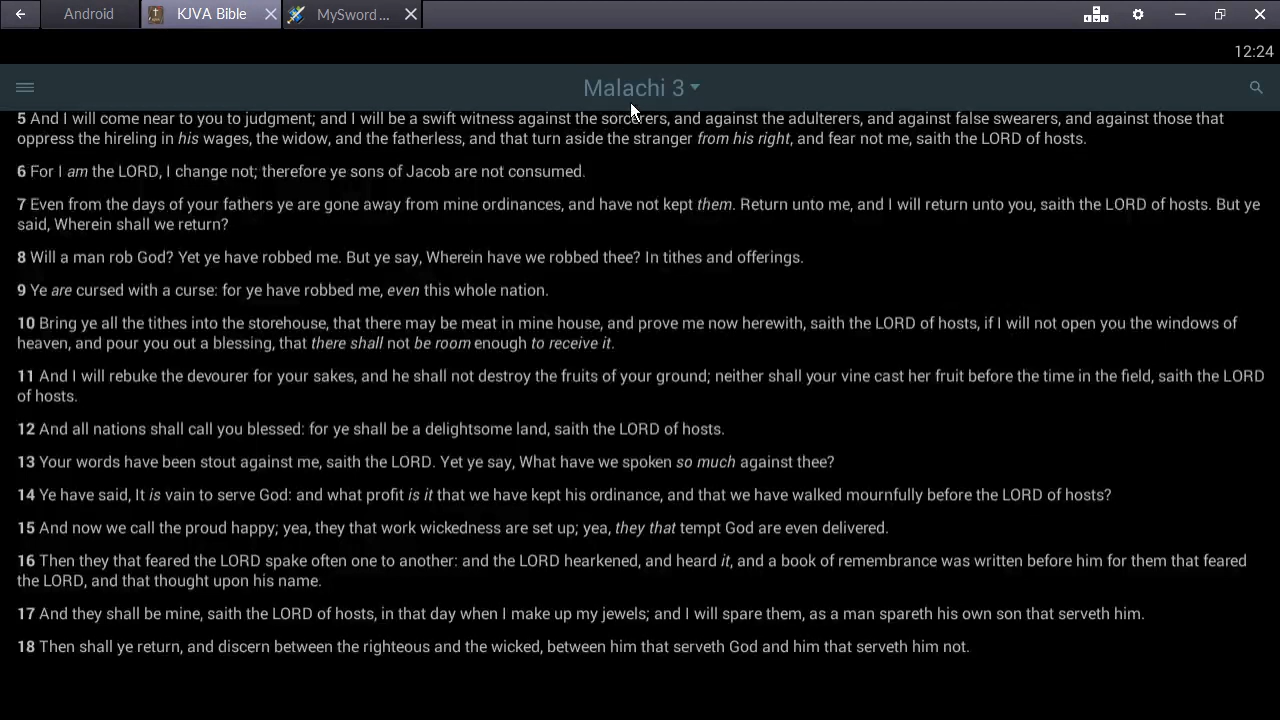 Android
KJVA Bible
MySword ...
12:24
Malachi 3
5 And I will come near to you to judgment; and I will be a swift witness against the sorcerers, and against the adulterers, and against false swearers, and against those that
oppress the hireling in his wages, the widow, and the fatherless, and that turn aside the stranger from his right, and fear not me, saith the LORD of hosts.
6 For I am the LORD, I change not; therefore ye sons of Jacob are not consumed.
7 Even from the days of your fathers ye are gone away from mine ordinances, and have not kept them. Return unto me, and I will return unto you, saith the LORD of hosts. But ye
said, Wherein shall we return?
8 Will a man rob God? Yet ye have robbed me. But ye say, Wherein have we robbed thee? In tithes and offerings.
9 Ye are cursed with a curse: for ye have robbed me, even this whole nation.
10 Bring ye all the tithes into the storehouse, that there may be meat in mine house, and prove me now herewith, saith the LORD of hosts, if I will not open you the windows of
heaven, and pour you out a blessing, that there shall not be room enough to receive it.
11 And I will rebuke the devourer for your sakes, and he shall not destroy the fruits of your ground; neither shall your vine cast her fruit before the time in the field, saith the LORD
of hosts.
12 And all nations shall call you blessed: for ye shall be a delightsome land, saith the LORD of hosts.
13 Your words have been stout against me, saith the LORD. Yet ye say, What have we spoken so much against thee?
14 Ye have said, It is vain to serve God: and what profit is it that we have kept his ordinance, and that we have walked mournfully before the LORD of hosts?
15 And now we call the proud happy; yea, they that work wickedness are set up; yea, they that tempt God are even delivered.
16 Then they that feared the LORD spake often one to another: and the LORD hearkened, and heard it, and a book of remembrance was written before him for them that feared
the LORD, and that thought upon his name.
17 And they shall be mine, saith the LORD of hosts, in that day when I make up my jewels; and I will spare them, as a man spareth his own son that serveth him.
18 Then shall ye return, and discern between the righteous and the wicked, between him that serveth God and him that serveth him not.